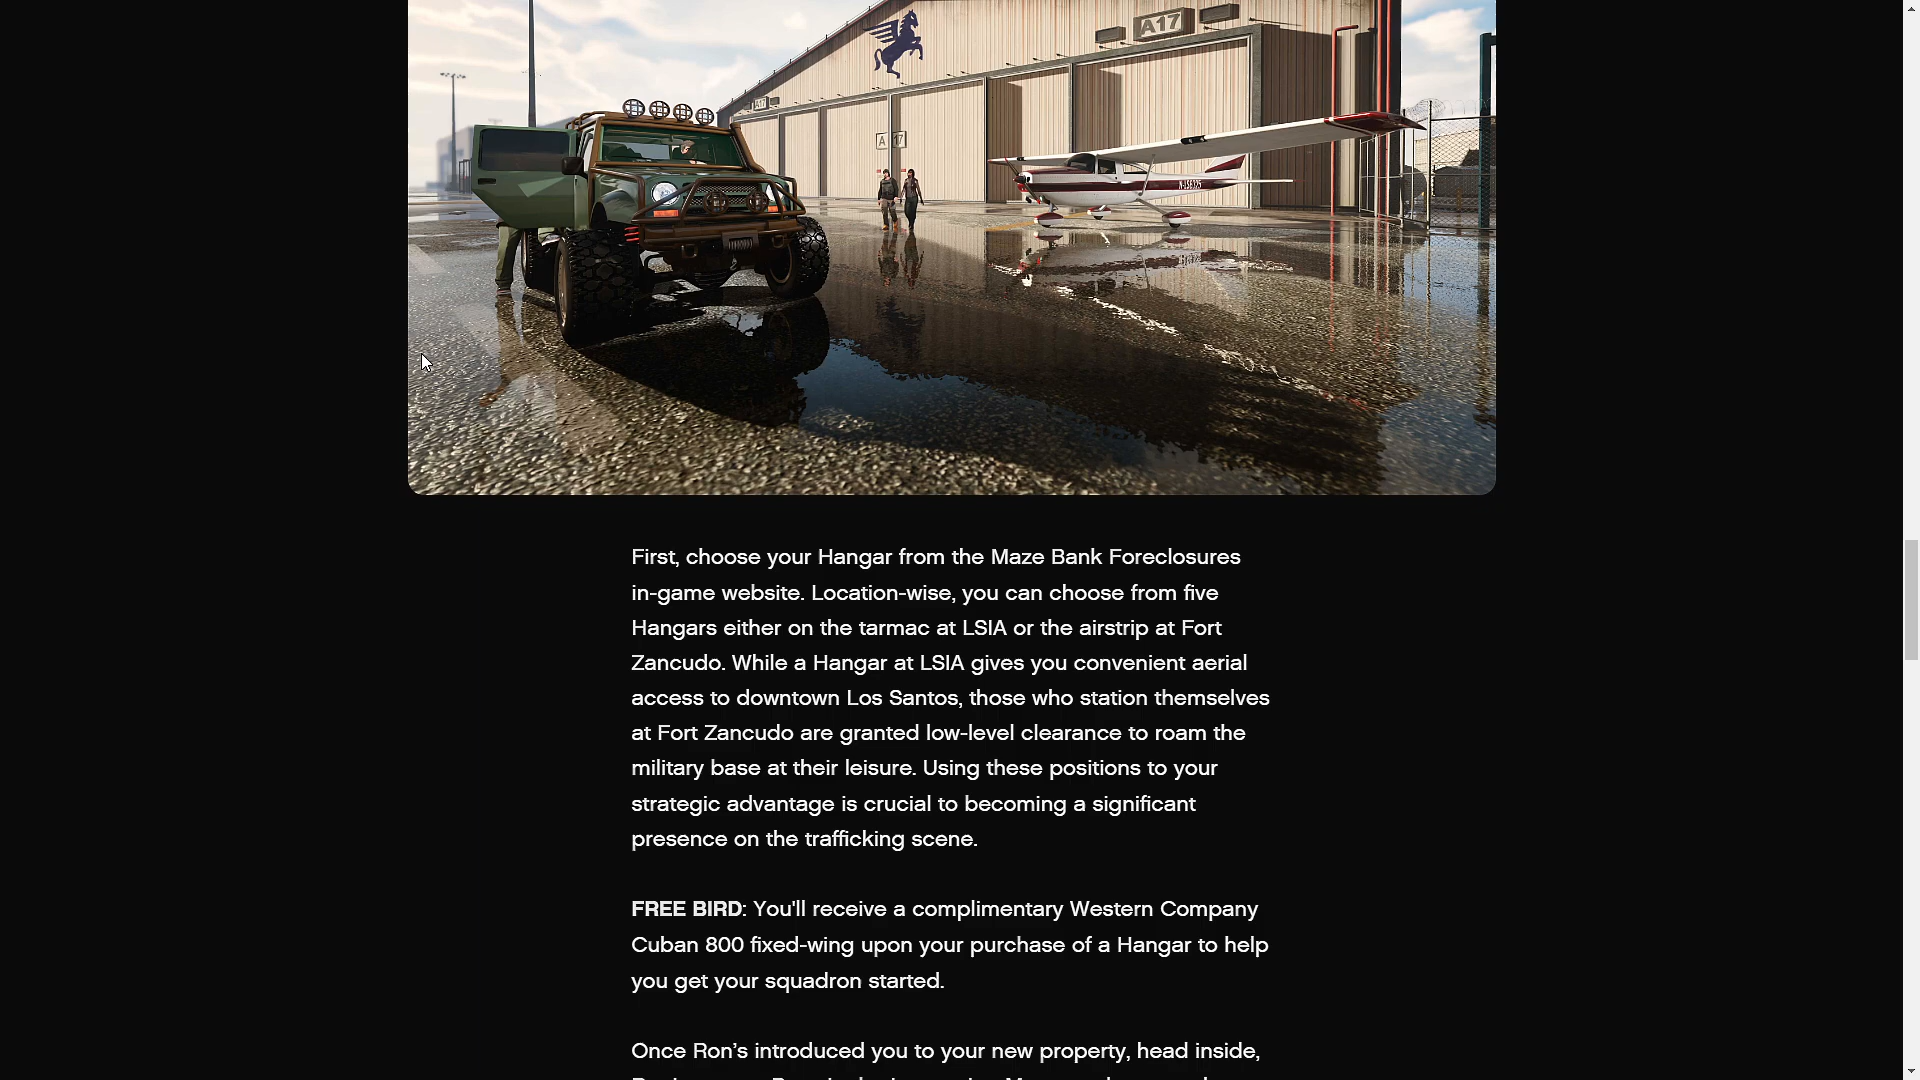 A17
A17
A 17
N-15E325
First, choose your Hangar from the Maze Bank Foreclosures
in-game website. Location-wise, you can choose from five
Hangars either on the tarmac at LSIA or the airstrip at Fort
Zancudo. While a Hangar at LSIA gives you convenient aerial
access to downtown Los Santos, those who station themselves
at Fort Zancudo are granted low-level clearance to roam the
military base at their leisure. Using these positions to your
strategic advantage is crucial to becoming a significant
presence on the trafficking scene.
FREE BIRD: You'll receive a complimentary Western Company
Cuban 800 fixed-wing upon your purchase of a Hangar to help
you get your squadron started.
Once Ron’s introduced you to your new property, head inside,